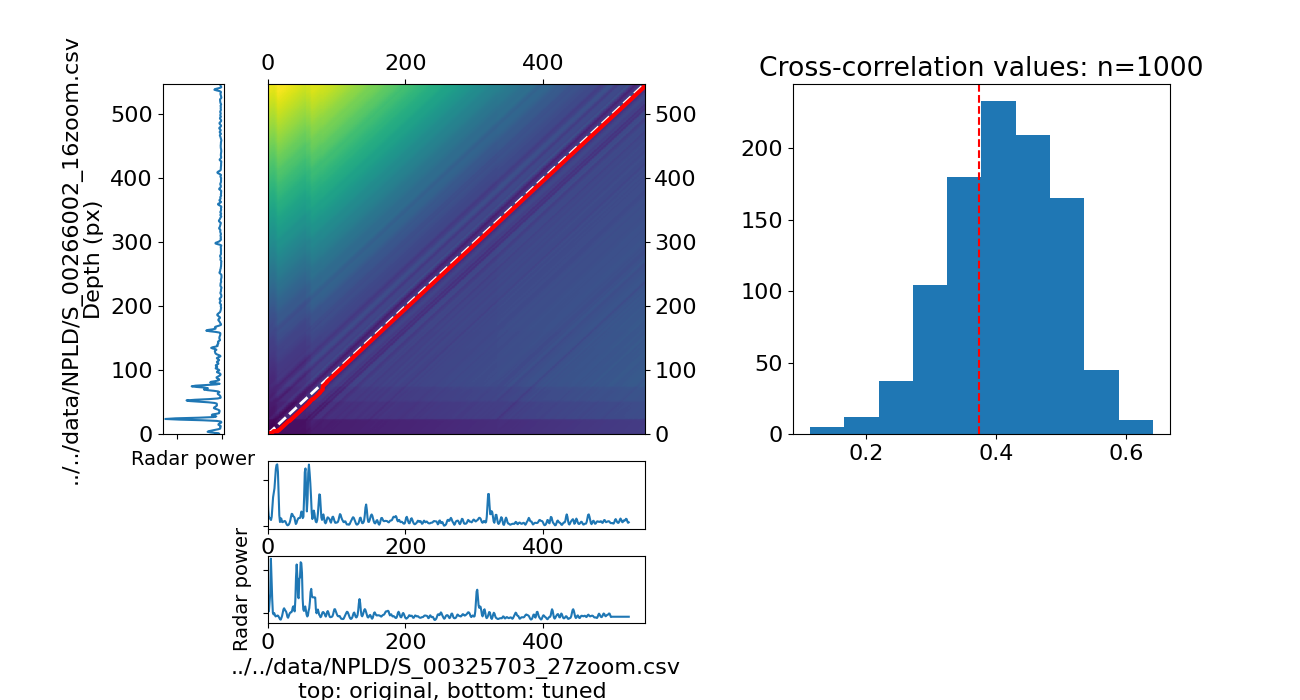 0 200 400
Cross-correlation values: n=1000
../../data/NPLD/S_00266002_16zoom.csv
Depth (px)
500
400
300
200
100
0
500
400
300
200
100
0
200
150
100
50
0
0.2 0.4 0.6
Radar power
0 200 400
Radar power
0 200 400
../../data/NPLD/S_00325703_27zoom.csv
top: original, bottom: tuned